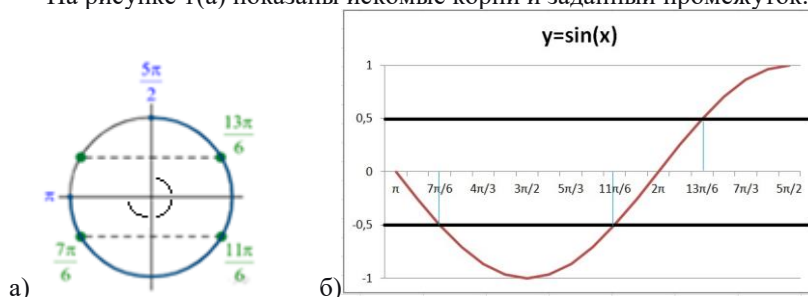 На рисунке 1(а) показаны искомые корни и заданный промежуток.
5π/2
13π/6
π
7π/6
11π/6
а)
б)
y=sin(x)
1
0,5
0
-0,5
-1
π 7π/6 4π/3 3π/2 5π/3 11π/6 2π 13π/6 7π/3 5π/2